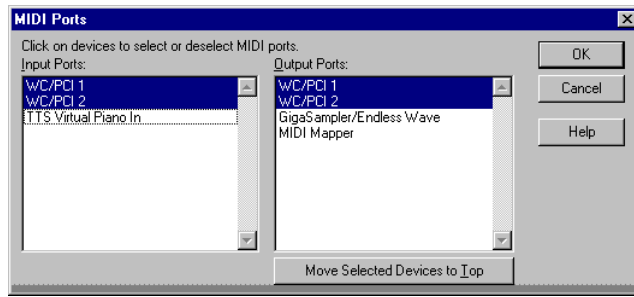 MIDI Ports
Click on devices to select or deselect MIDI ports.
Input Ports:
WC/PCI 1
WC/PCI 2
TTS Virtual Piano In
Output Ports:
WC/PCI 1
WC/PCI 2
GigaSampler/Endless Wave
MIDI Mapper
Move Selected Devices to Top
OK
Cancel
Help